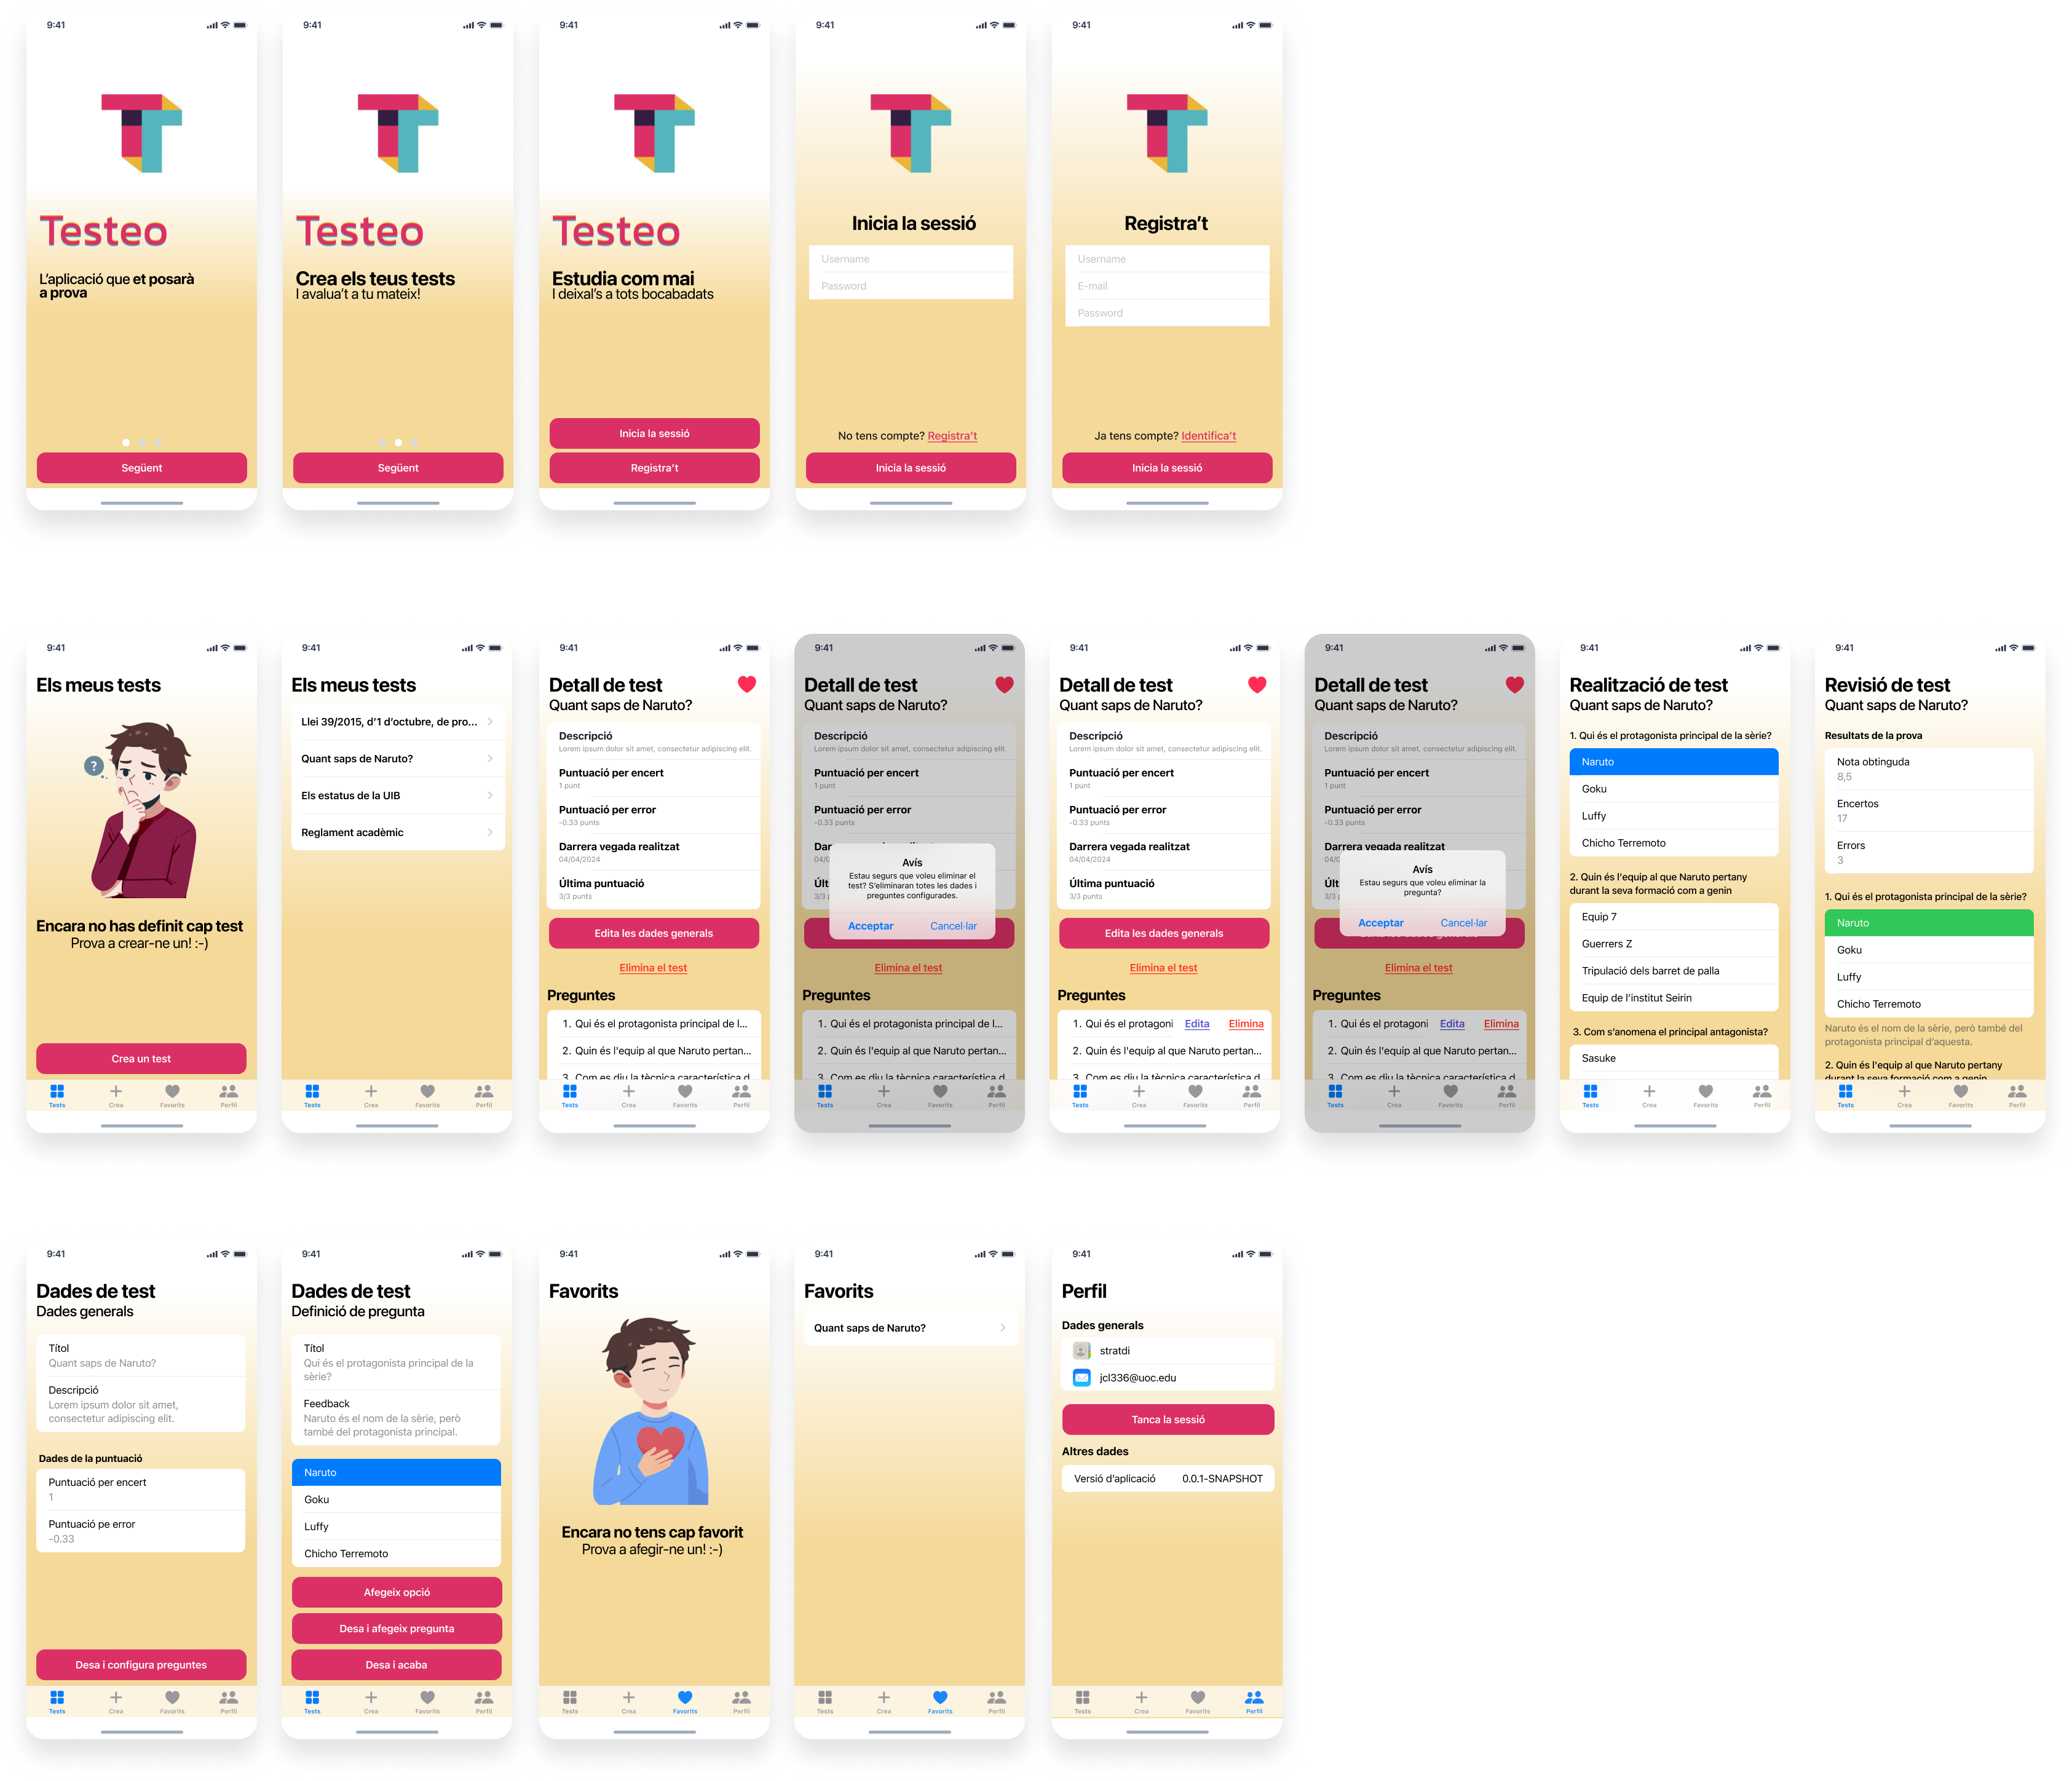 9:41
Testeo
L'aplicació que et posarà
a prova
Següent
9:41
Testeo
Crea els teus tests
I avalua't a tu mateix!
Següent
9:41
Testeo
Estudia com mai
I deixal's a tots bocabadats
Inicia la sessió
Registra't
9:41
Inicia la sessió
Username
Password
No tens compte? Registra't
Inicia la sessió
9:41
Registra't
Username
E-mail
Password
Ja tens compte? Identifica't
Inicia la sessió
9:41
Els meus tests
?
Encara no has definit cap test
Prova a crear-ne un! :-)
Crea un test
Tests Crea Favorits Perfil
9:41
Els meus tests
Llei 39/2015, d'1 d'octubre, de pro...
Quant saps de Naruto?
Els estatus de la UIB
Reglament acadèmic
Tests Crea Favorits Perfil
9:41
Detall de test
Quant saps de Naruto?
Descripció
Lorem ipsum dolor sit amet, consectetur adipiscing elit.
Puntuació per encert
1 punt
Puntuació per error
-0.33 punts
Darrera vegada realitzat
04/04/2024
Última puntuació
3/3 punts
Edita les dades generals
Elimina el test
Preguntes
1. Qui és el protagonista principal de l...
2. Quin és l'equip al que Naruto pertan...
3. Com es diu la tècnica característica d
Tests Crea Favorits Perfil
9:41
Detall de test
Quant saps de Naruto?
Descripció
Lorem ipsum dolor sit amet, consectetur adipiscing elit.
Puntuació per encert
1 punt
Puntuació per error
-0.33 punts
Dar
04/0
Últ
3/3 p
Avís
Estau segurs que voleu eliminar el
test? S'eliminaran totes les dades i
preguntes configurades.
Acceptar Cancel·lar
Elimina el test
Preguntes
1. Qui és el protagonista principal de l...
2. Quin és l'equip al que Naruto pertan...
3. Com es diu la tècnica característica d
Tests Crea Favorits Perfil
9:41
Detall de test
Quant saps de Naruto?
Descripció
Lorem ipsum dolor sit amet, consectetur adipiscing elit.
Puntuació per encert
1 punt
Puntuació per error
-0.33 punts
Darrera vegada realitzat
04/04/2024
Última puntuació
3/3 punts
Edita les dades generals
Elimina el test
Preguntes
1. Qui és el protagoni Edita Elimina
2. Quin és l'equip al que Naruto pertan...
3. Com es diu la tècnica característica d
Tests Crea Favorits Perfil
9:41
Detall de test
Quant saps de Naruto?
Descripció
Lorem ipsum dolor sit amet, consectetur adipiscing elit.
Puntuació per encert
1 punt
Puntuació per error
-0.33 punts
Darrera vegada realitzat
04/0
Últ
3/3 p
Avís
Estau segurs que voleu eliminar la
pregunta?
Acceptar Cancel·lar
Edita les dades generals
Elimina el test
Preguntes
1. Qui és el protagoni Edita Elimina
2. Quin és l'equip al que Naruto pertan...
3. Com es diu la tècnica característica d
Tests Crea Favorits Perfil
9:41
Realització de test
Quant saps de Naruto?
1. Qui és el protagonista principal de la sèrie?
Naruto
Goku
Luffy
Chicho Terremoto
2. Quin és l'equip al que Naruto pertany
durant la seva formació com a genin
Equip 7
Guerrers Z
Tripulació dels barret de palla
Equip de l'institut Seirin
3. Com s'anomena el principal antagonista?
Sasuke
Tests Crea Favorits Perfil
9:41
Revisió de test
Quant saps de Naruto?
Resultats de la prova
Nota obtinguda
8,5
Encertos
17
Errors
3
1. Qui és el protagonista principal de la sèrie?
Naruto
Goku
Luffy
Chicho Terremoto
Naruto és el nom de la sèrie, però també del
protagonista principal d'aquesta.
2. Quin és l'equip al que Naruto pertany
durant la seva formació com a genin
Tests Crea Favorits Perfil
9:41
Dades de test
Dades generals
Títol
Quant saps de Naruto?
Descripció
Lorem ipsum dolor sit amet,
consectetur adipiscing elit.
Dades de la puntuació
Puntuació per encert
1
Puntuació pe error
-0.33
Desa i configura preguntes
Tests Crea Favorits Perfil
9:41
Dades de test
Definició de pregunta
Títol
Qui és el protagonista principal de la
sèrie?
Feedback
Naruto és el nom de la sèrie, però
també del protagonista principal.
Naruto
Goku
Luffy
Chicho Terremoto
Afegeix opció
Desa i afegeix pregunta
Desa i acaba
Tests Crea Favorits Perfil
9:41
Favorits
Encara no tens cap favorit
Prova a afegir-ne un! :-)
Tests Crea Favorits Perfil
9:41
Favorits
Quant saps de Naruto?
Tests Crea Favorits Perfil
9:41
Perfil
Dades generals
stratdi
jcl336@uoc.edu
Tanca la sessió
Altres dades
Versió d'aplicació 0.0.1-SNAPSHOT
Tests Crea Favorits Perfil